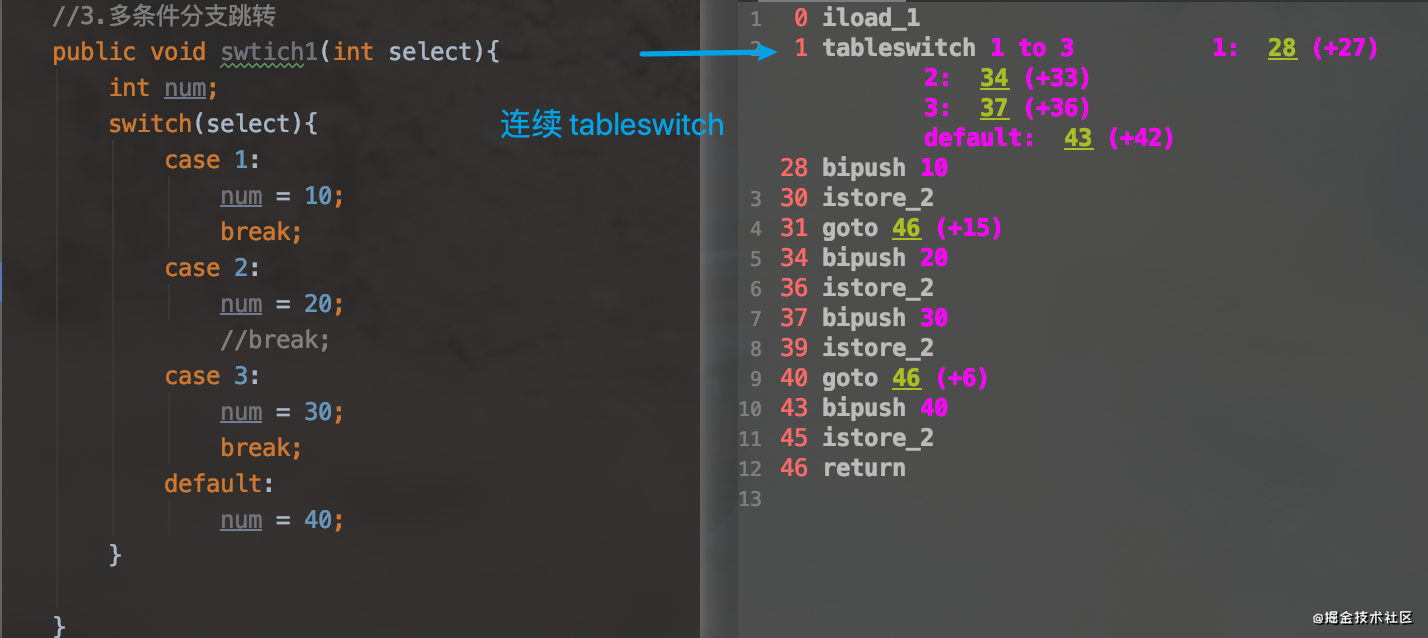 //3.多条件分支跳转
public void swtich1(int select){
int num;
switch(select){
case 1:
num = 10;
break;
case 2:
num = 20;
//break;
case 3:
num = 30;
break;
default:
num = 40;
}
}
连续 tableswitch
1 0 iload_1
2 1 tableswitch 1 to 3 1: 28 (+27)
2: 34 (+33)
3: 37 (+36)
default: 43 (+42)
28 bipush 10
3 30 istore_2
4 31 goto 46 (+15)
5 34 bipush 20
6 36 istore_2
7 37 bipush 30
8 39 istore_2
9 40 goto 46 (+6)
10 43 bipush 40
11 45 istore_2
12 46 return
13
@掘金技术社区